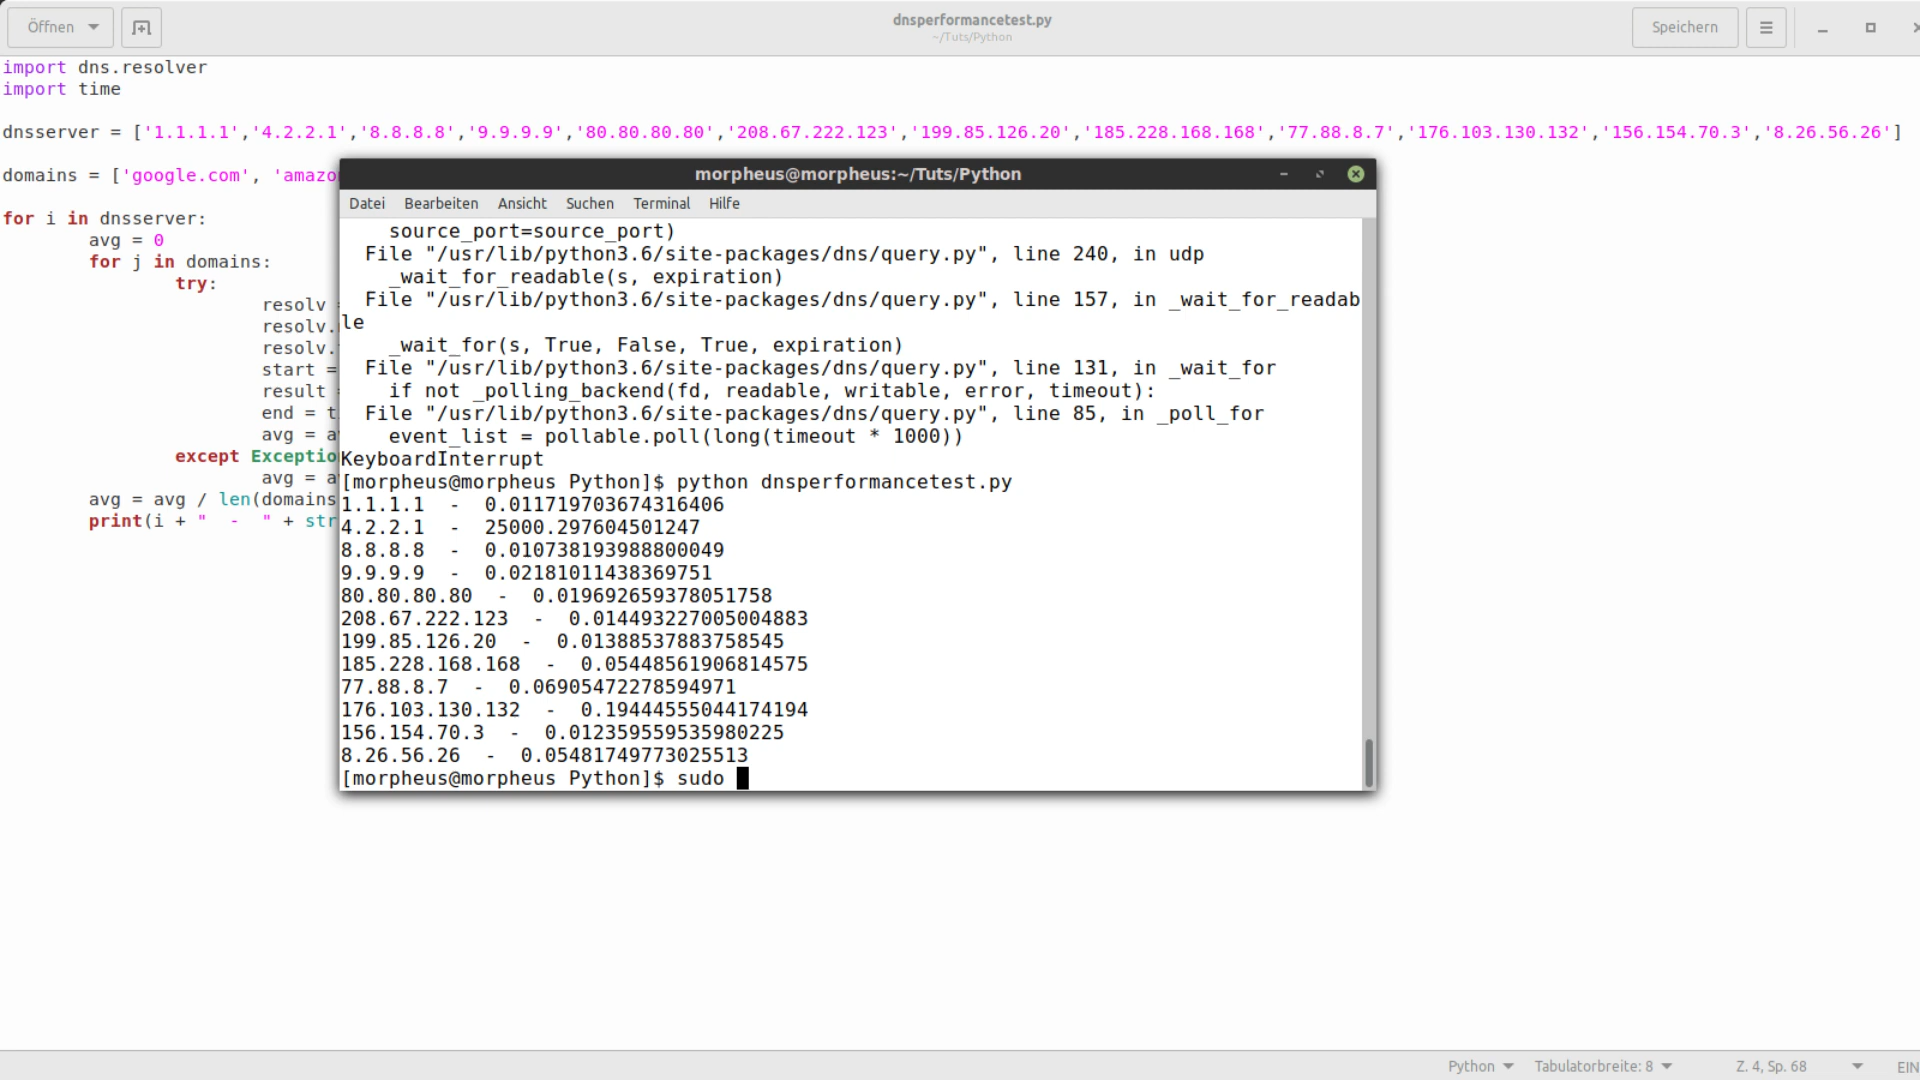 Öffnen
dnsperformancetest.py
~/Tuts/Python
Speichern
import dns.resolver
import time
dnsserver = ['1.1.1.1','4.2.2.1','8.8.8.8','9.9.9.9','80.80.80.80','208.67.222.123','199.85.126.20','185.228.168.168','77.88.8.7','176.103.130.132','156.154.70.3','8.26.56.26']
domains = ['google.com', 'amazo
for i in dnsserver:
avg = 0
for j in domains:
try:
resolv
resolv.
resolv.
start =
result
end = t
avg = a
except Exceptio
avg = a
avg = avg / len(domains
print(i + "  -  " + str
morpheus@morpheus:~/Tuts/Python
Datei Bearbeiten Ansicht Suchen Terminal Hilfe
source_port=source_port)
File "/usr/lib/python3.6/site-packages/dns/query.py", line 240, in udp
_wait_for_readable(s, expiration)
File "/usr/lib/python3.6/site-packages/dns/query.py", line 157, in _wait_for_readab
le
_wait_for(s, True, False, True, expiration)
File "/usr/lib/python3.6/site-packages/dns/query.py", line 131, in _wait_for
if not _polling_backend(fd, readable, writable, error, timeout):
File "/usr/lib/python3.6/site-packages/dns/query.py", line 85, in _poll_for
event_list = pollable.poll(long(timeout * 1000))
KeyboardInterrupt
[morpheus@morpheus Python]$ python dnsperformancetest.py
1.1.1.1  -  0.011719703674316406
4.2.2.1  -  25000.297604501247
8.8.8.8  -  0.010738193988800049
9.9.9.9  -  0.02181011438369751
80.80.80.80  -  0.019692659378051758
208.67.222.123  -  0.014493227005004883
199.85.126.20  -  0.01388537883758545
185.228.168.168  -  0.05448561906814575
77.88.8.7  -  0.06905472278594971
176.103.130.132  -  0.19444555044174194
156.154.70.3  -  0.012359559535980225
8.26.56.26  -  0.05481749773025513
[morpheus@morpheus Python]$ sudo
Python Tabulatorbreite: 8 Z. 4, Sp. 68 EIN